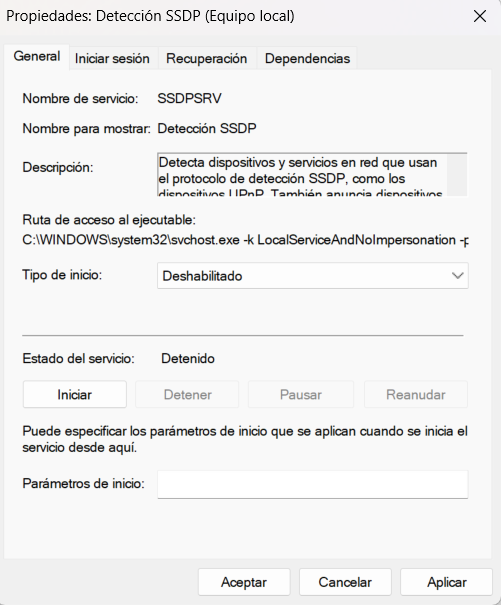 Propiedades: Detección SSDP (Equipo local)
General Iniciar sesión Recuperación Dependencias
Nombre de servicio: SSDPSRV
Nombre para mostrar: Detección SSDP
Descripción: Detecta dispositivos y servicios en red que usan
el protocolo de detección SSDP, como los
dispositivos UPnP. También anuncia dispositivos
Ruta de acceso al ejecutable:
C:\WINDOWS\system32\svchost.exe -k LocalServiceAndNoImpersonation -p
Tipo de inicio: Deshabilitado
Estado del servicio: Detenido
Iniciar Detener Pausar Reanudar
Puede especificar los parámetros de inicio que se aplican cuando se inicia el
servicio desde aquí.
Parámetros de inicio:
Aceptar Cancelar Aplicar